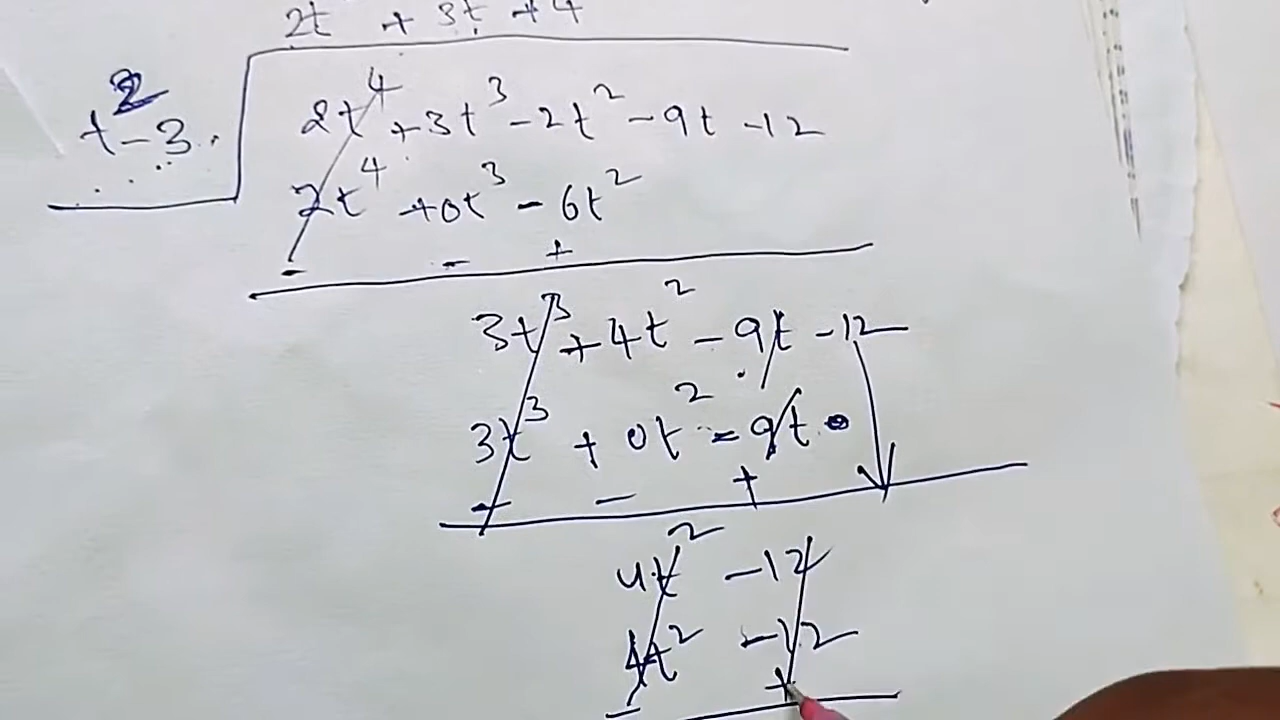 2t + 3t + 4
t² - 3
2t⁴ + 3t³ - 2t² - 9t - 12
2t⁴ + 0t³ - 6t²
- - +
3t³ + 4t² - 9t - 12
3t³ + 0t² - 9t
- - +
4t² - 12
4t² - 12
- +